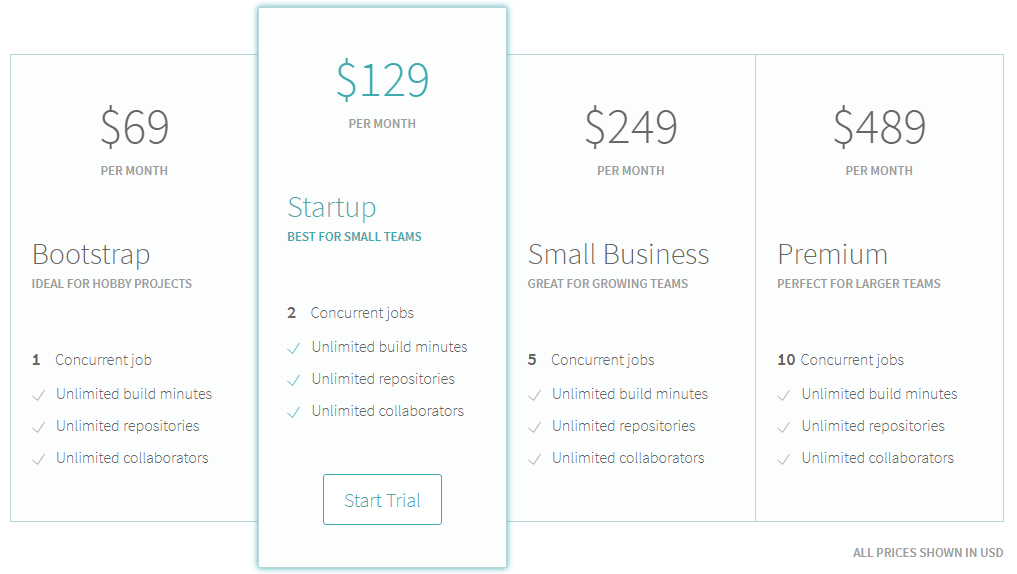 $69
PER MONTH
Bootstrap
IDEAL FOR HOBBY PROJECTS
1 Concurrent job
Unlimited build minutes
Unlimited repositories
Unlimited collaborators
$129
PER MONTH
Startup
BEST FOR SMALL TEAMS
2 Concurrent jobs
Unlimited build minutes
Unlimited repositories
Unlimited collaborators
Start Trial
$249
PER MONTH
Small Business
GREAT FOR GROWING TEAMS
5 Concurrent jobs
Unlimited build minutes
Unlimited repositories
Unlimited collaborators
$489
PER MONTH
Premium
PERFECT FOR LARGER TEAMS
10 Concurrent jobs
Unlimited build minutes
Unlimited repositories
Unlimited collaborators
ALL PRICES SHOWN IN USD